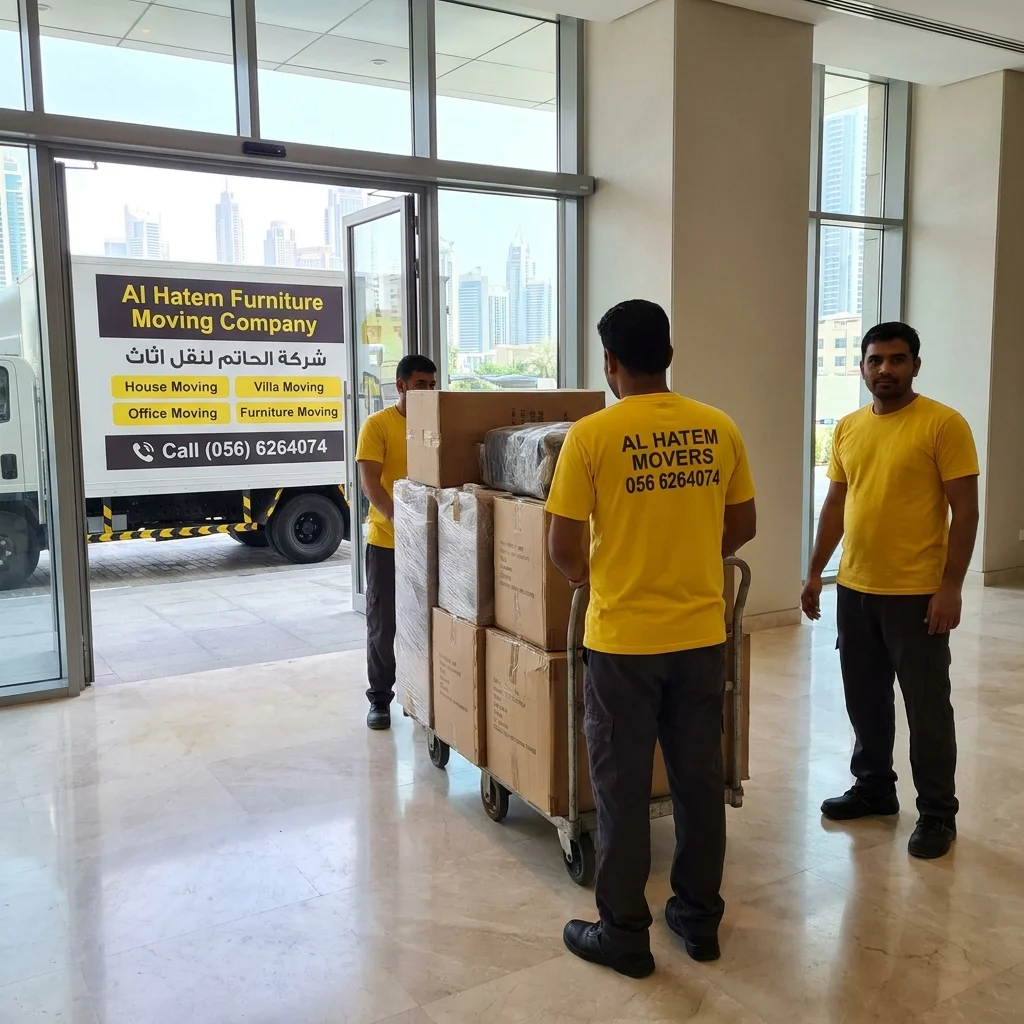 Al Hatem Furniture
Moving Company
شركة الحاتم لنقل اثاث
House Moving
Villa Moving
Office Moving
Furniture Moving
Call (056) 6264074
AL HATEM
MOVERS
056 6264074